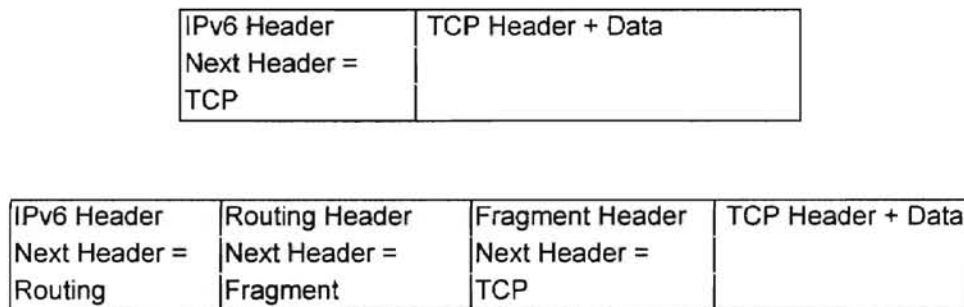 IPv6 Header TCP Header + Data
Next Header =
TCP
IPv6 Header Routing Header Fragment Header TCP Header + Data
Next Header = Next Header = Next Header =
Routing Fragment TCP